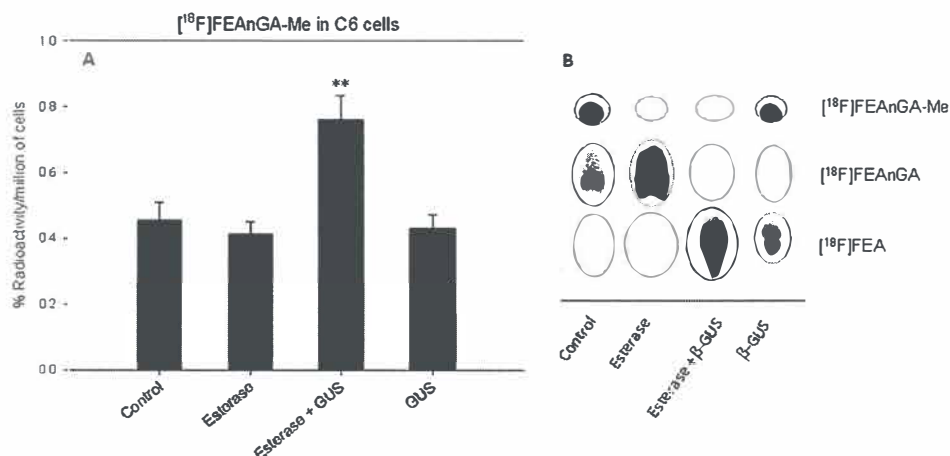 [¹⁸F]FEAnGA-Me in C6 cells
A
% Radioactivity/million of cells
1.0
0.8
0.6
0.4
0.2
0.0
**
Control
Esterase
Esterase + GUS
GUS
B
[¹⁸F]FEAnGA-Me
[¹⁸F]FEAnGA
[¹⁸F]FEA
Control
Esterase
Esterase + β-GUS
β-GUS